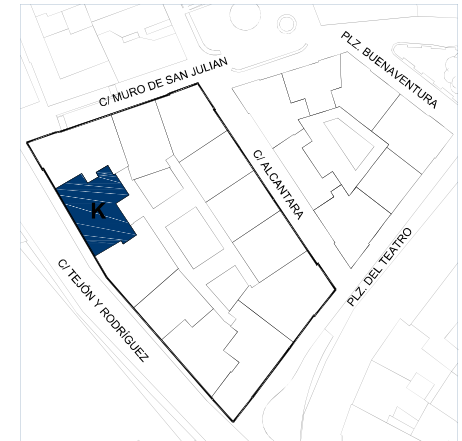 PLZ. BUENAVENTURA
C/ MURO DE SAN JULIAN
C/ ALCANTARA
K
PLZ. DEL TEATRO
C/ TEJÓN Y RODRÍGUEZ